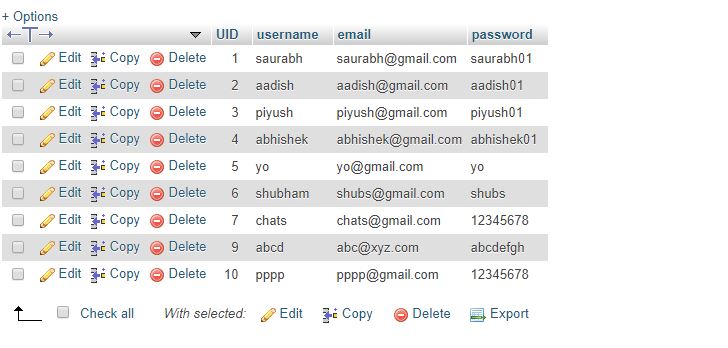 + Options
UID username email password
Edit Copy Delete 1 saurabh saurabh@gmail.com saurabh01
Edit Copy Delete 2 aadish aadish@gmail.com aadish01
Edit Copy Delete 3 piyush piyush@gmail.com piyush01
Edit Copy Delete 4 abhishek abhishek@gmail.com abhishek01
Edit Copy Delete 5 yo yo@gmail.com yo
Edit Copy Delete 6 shubham shubs@gmail.com shubs
Edit Copy Delete 7 chats chats@gmail.com 12345678
Edit Copy Delete 9 abcd abc@xyz.com abcdefgh
Edit Copy Delete 10 pppp pppp@gmail.com 12345678
Check all With selected: Edit Copy Delete Export